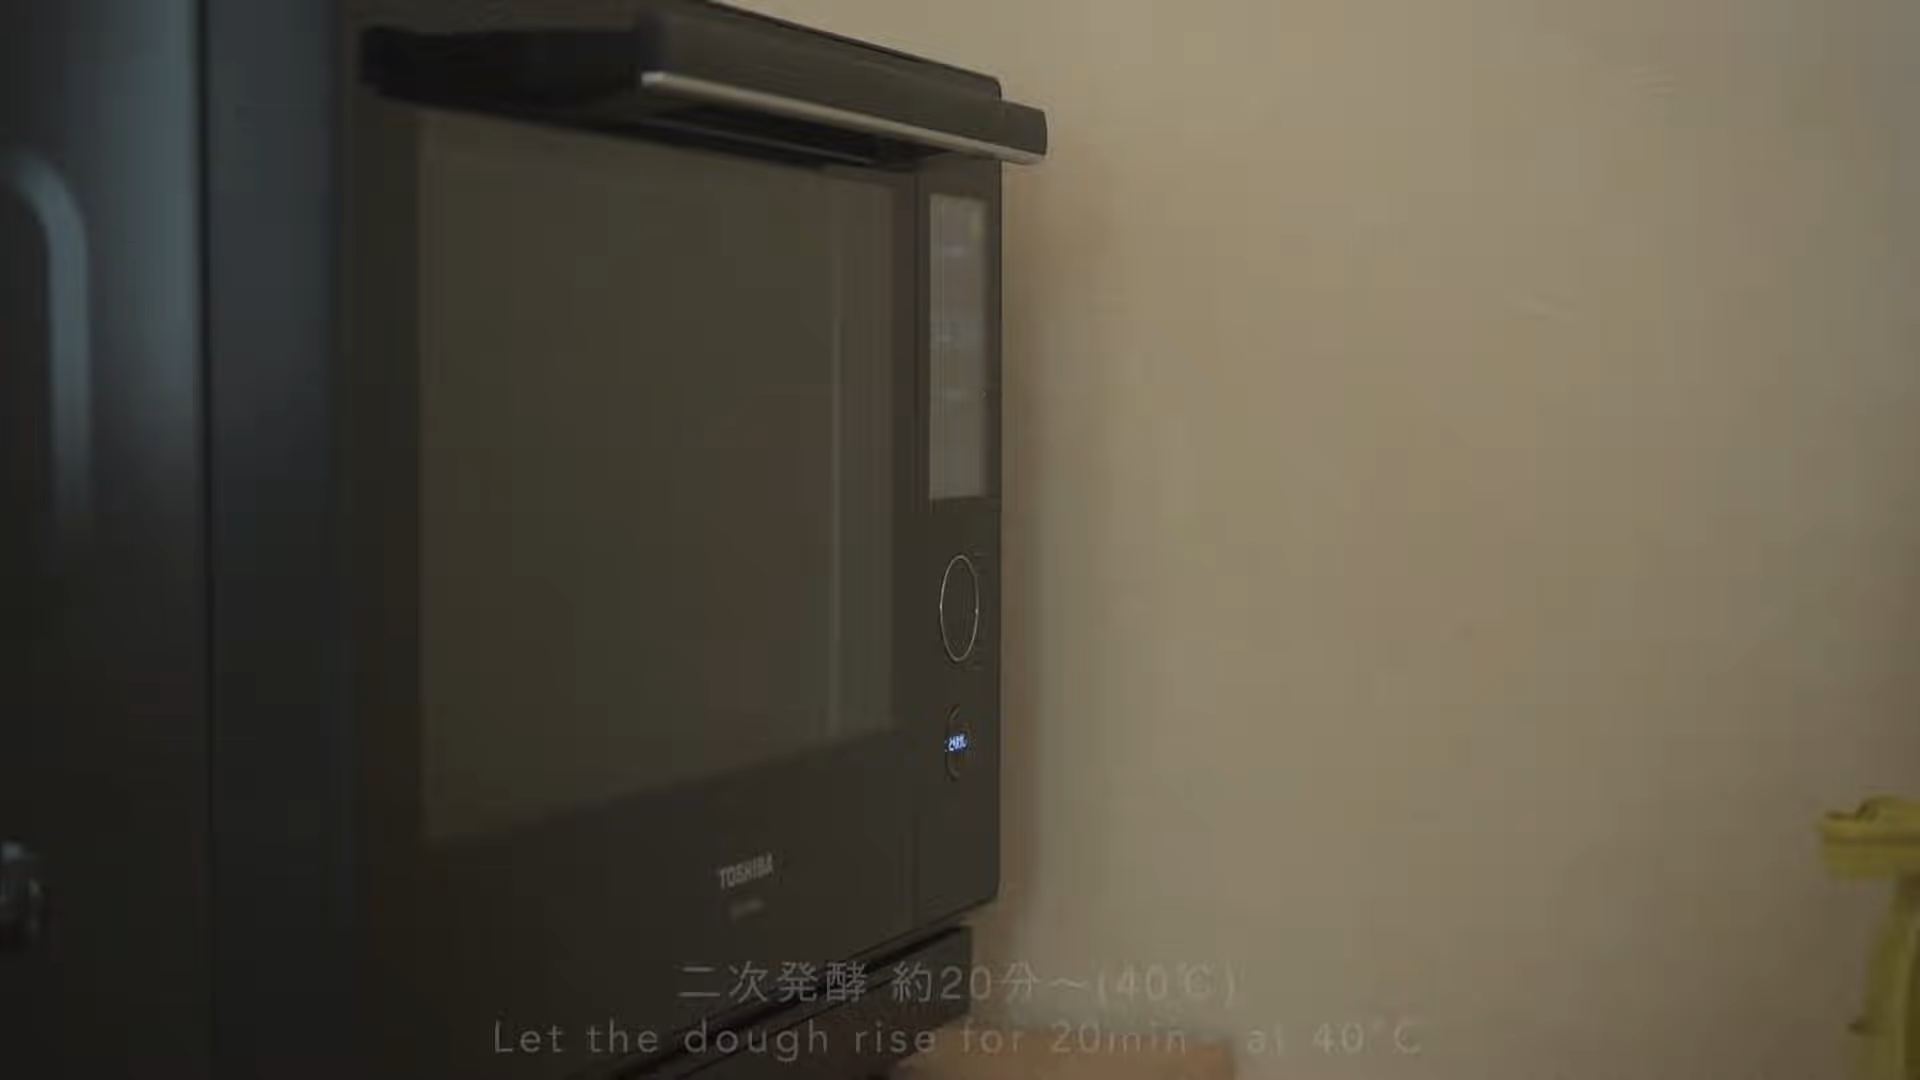 TOSHIBA
二次発酵 約20分～(40℃)
Let the dough rise for 20min～ at 40℃